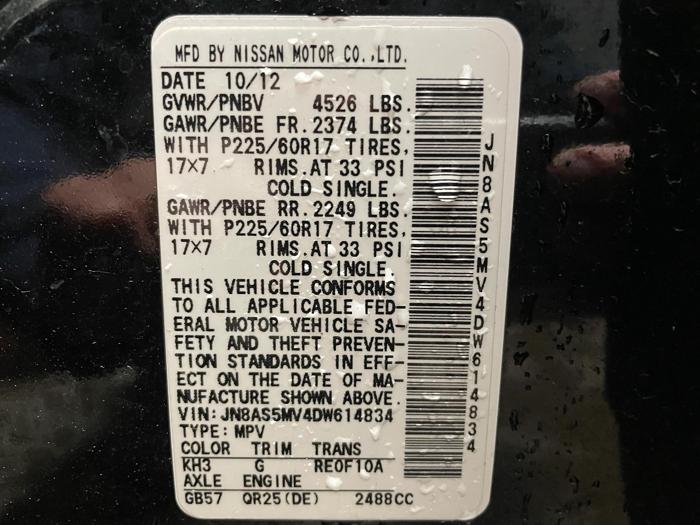 MFD BY NISSAN MOTOR CO.,LTD.
DATE 10/12
GVWR/PNBV 4526 LBS.
GAWR/PNBE FR. 2374 LBS.
WITH P225/60R17 TIRES,
17×7 RIMS. AT 33 PSI
COLD SINGLE.
GAWR/PNBE RR. 2249 LBS.
WITH P225/60R17 TIRES,
17×7 RIMS. AT 33 PSI
COLD SINGLE.
THIS VEHICLE CONFORMS
TO ALL APPLICABLE FED-
ERAL MOTOR VEHICLE SA-
FETY AND THEFT PREVEN-
TION STANDARDS IN EFF-
ECT ON THE DATE OF MA-
NUFACTURE SHOWN ABOVE.
VIN: JN8AS5MV4DW614834
TYPE: MPV
COLOR TRIM TRANS
KH3 G RE0F10A
AXLE ENGINE
GB57 QR25(DE) 2488CC
JN8AS5MV4DW614834